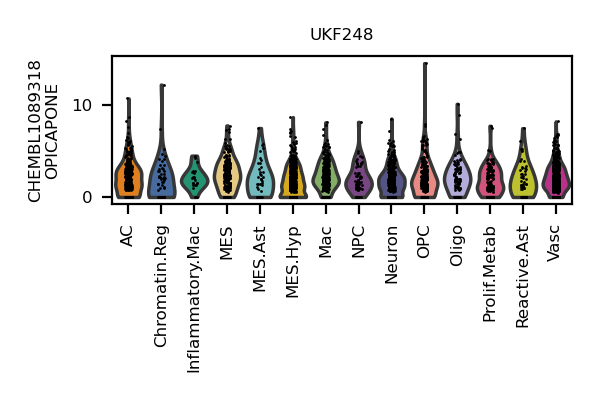 UKF248
CHEMBL1089318
OPICAPONE
10
0
AC
Chromatin.Reg
Inflammatory.Mac
MES
MES.Ast
MES.Hyp
Mac
NPC
Neuron
OPC
Oligo
Prolif.Metab
Reactive.Ast
Vasc